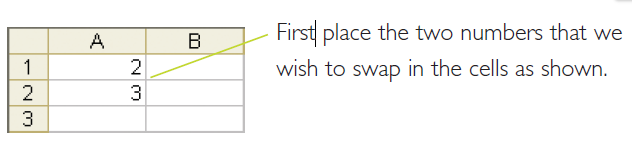 A B
1 2
2 3
3
First place the two numbers that we
wish to swap in the cells as shown.